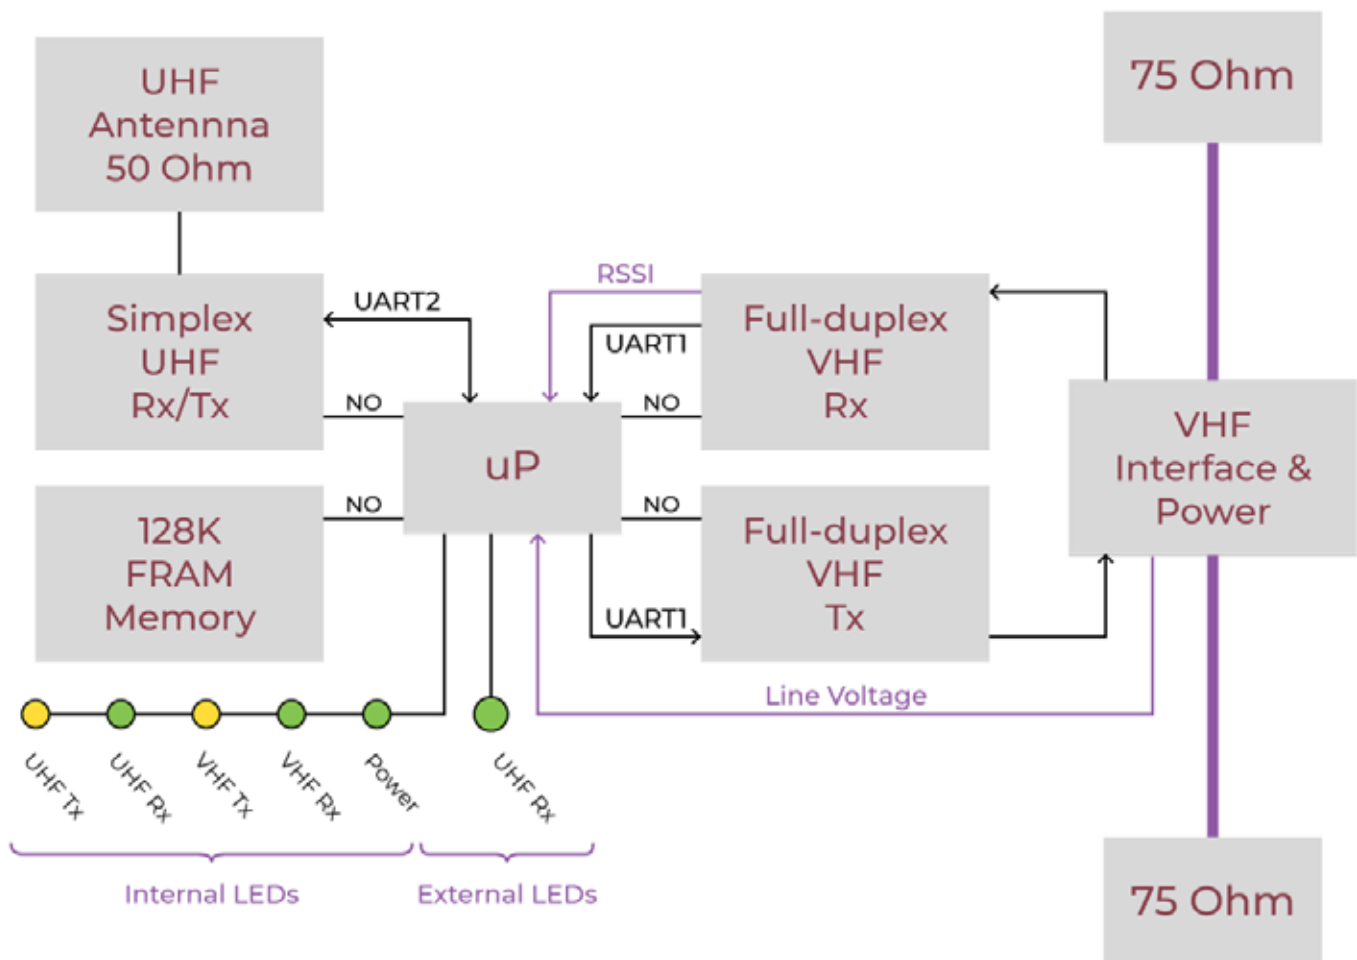 UHF
Antennna
50 Ohm
75 Ohm
Simplex
UHF
Rx/Tx
UART2
NO
RSSI
UART1
NO
Full-duplex
VHF
Rx
uP
VHF
Interface &
Power
128K
FRAM
Memory
NO
NO
UART1
Full-duplex
VHF
Tx
Line Voltage
UHF Tx
UHF Rx
VHF Tx
VHF Rx
Power
UHF Rx
Internal LEDs
External LEDs
75 Ohm